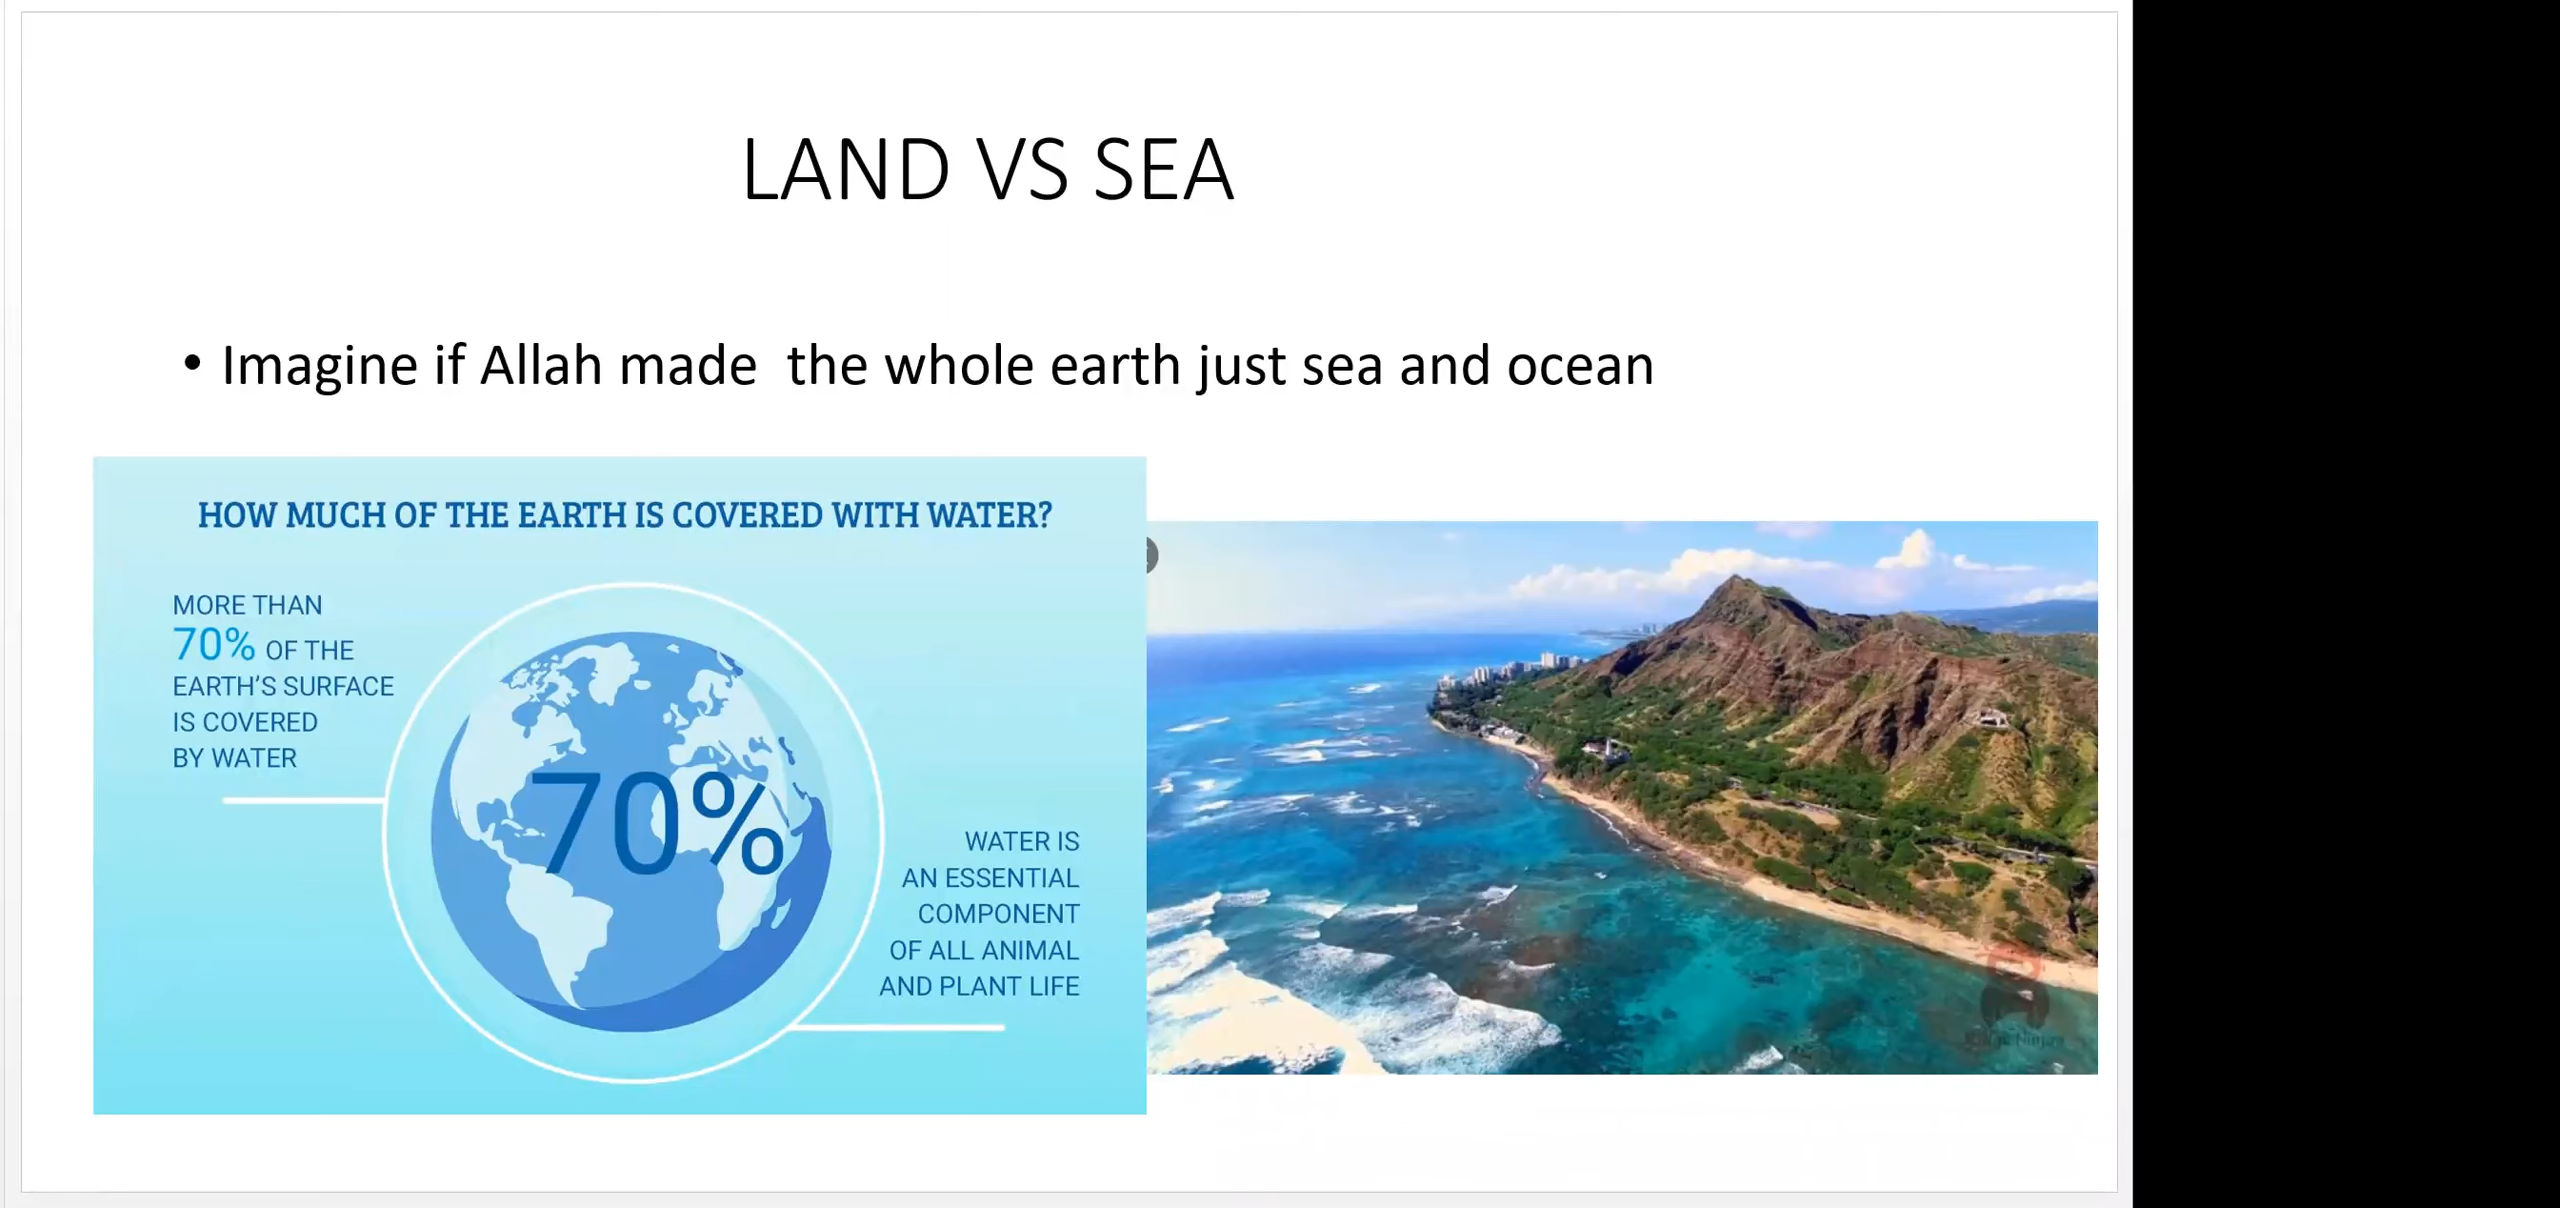 LAND VS SEA
• Imagine if Allah made  the whole earth just sea and ocean
HOW MUCH OF THE EARTH IS COVERED WITH WATER?
MORE THAN
70% OF THE
EARTH'S SURFACE
IS COVERED
BY WATER
70%
WATER IS
AN ESSENTIAL
COMPONENT
OF ALL ANIMAL
AND PLANT LIFE